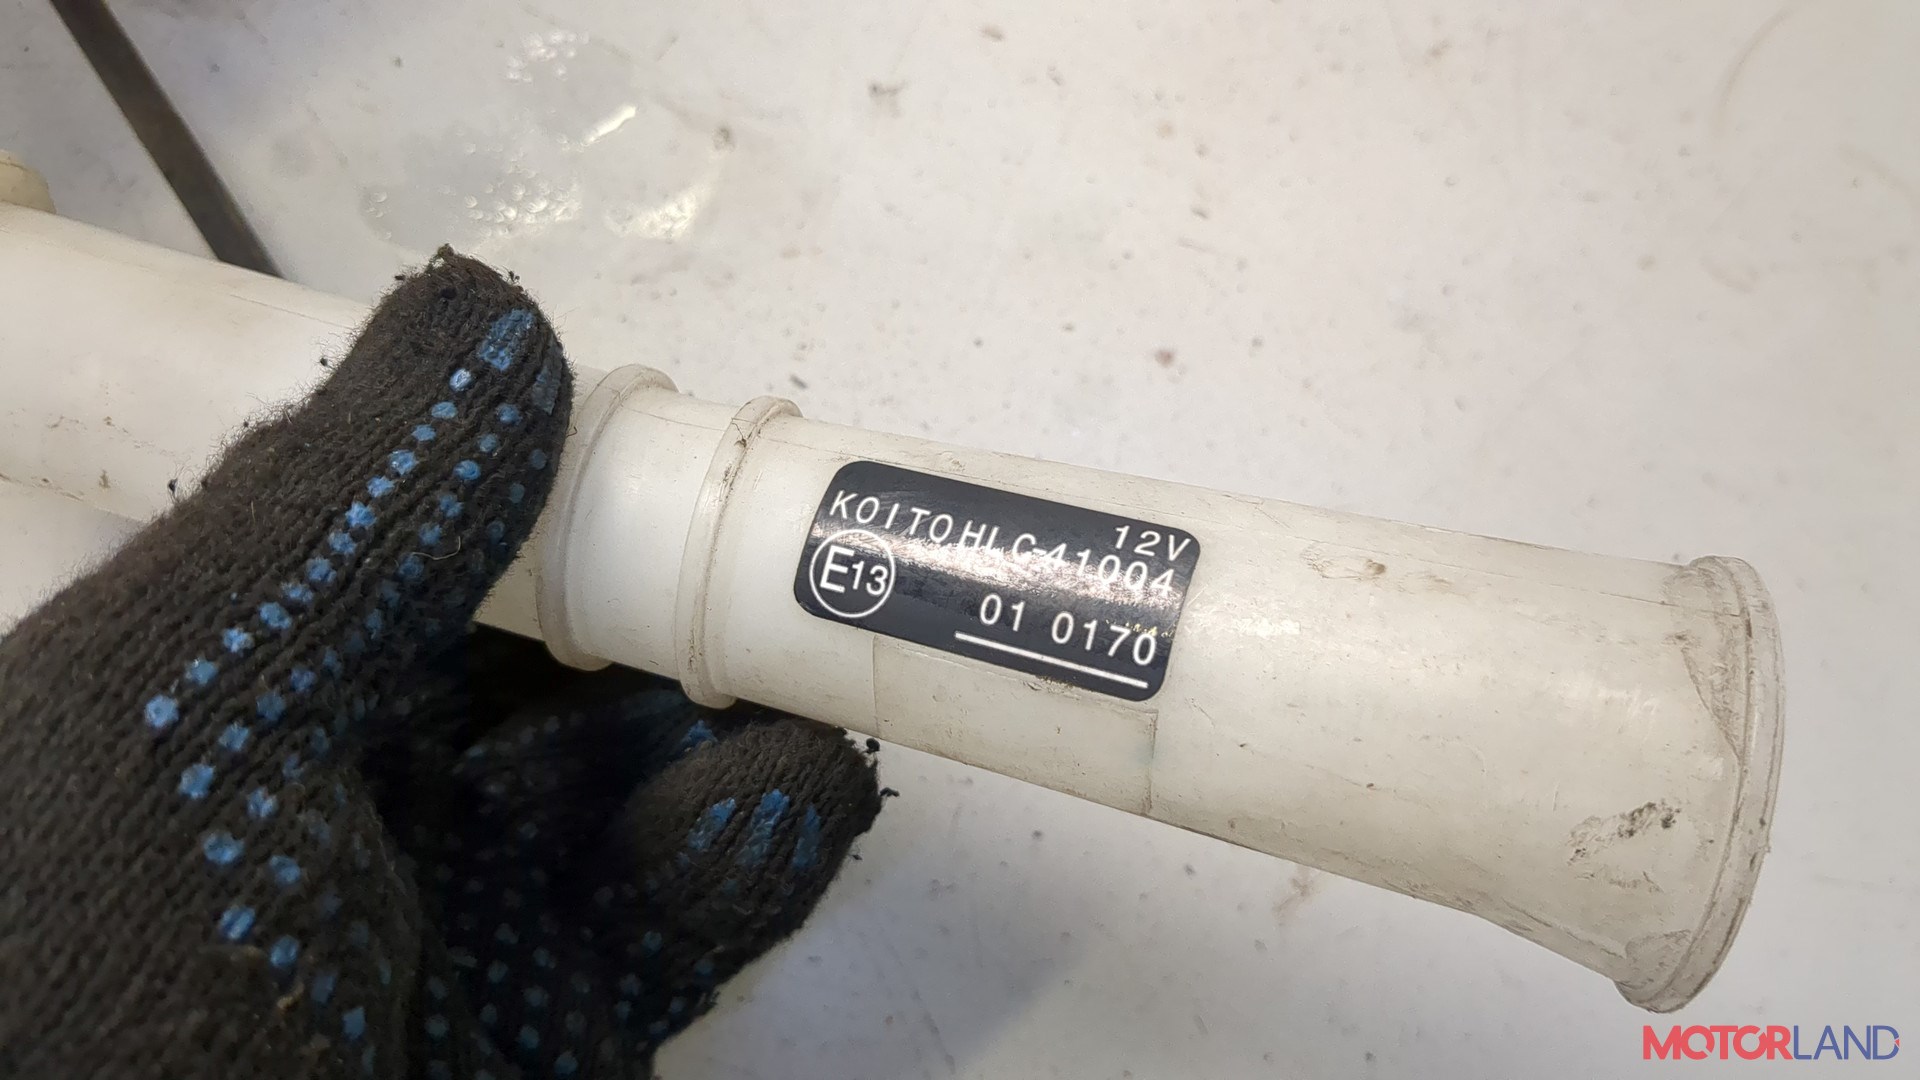 12V
KOITO HLC-41004
E13
01 0170
MOTORLAND